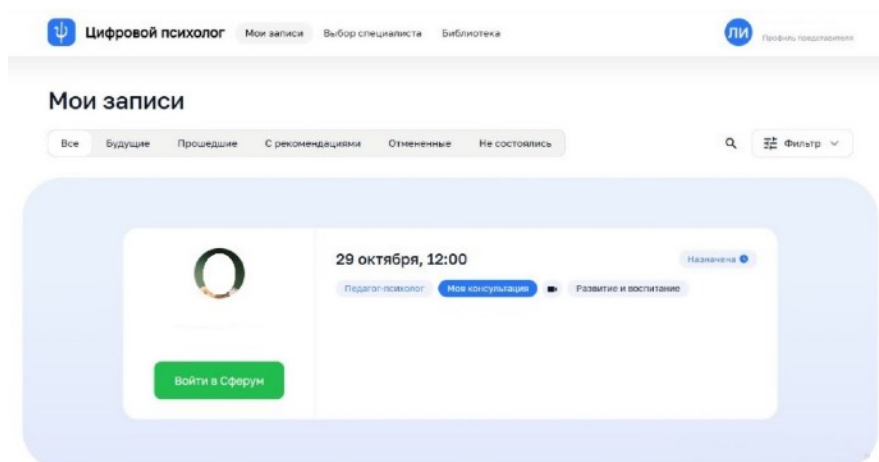 Цифровой психолог Мои записи Выбор специалиста Библиотека ЛИ Профиль представителя
Мои записи
Все Будущие Прошедшие С рекомендациями Отмененные Не состоялись Фильтр
29 октября, 12:00 Назначена
Педагог-психолог Моя консультация Развитие и воспитание
Войти в Сферум